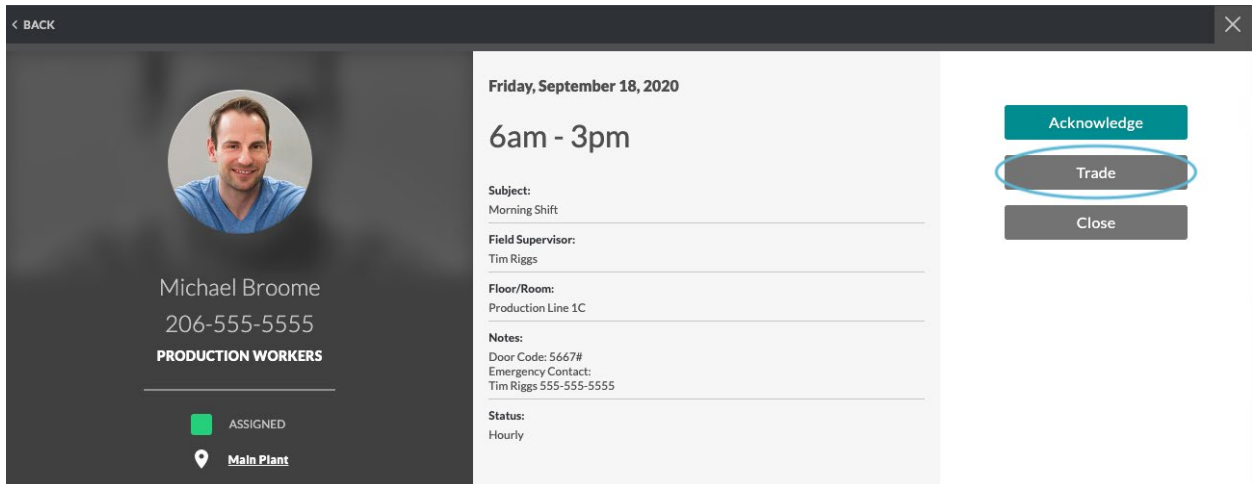 < BACK
Michael Broome
206-555-5555
PRODUCTION WORKERS
ASSIGNED
Main Plant
Friday, September 18, 2020
6am - 3pm
Subject:
Morning Shift
Field Supervisor:
Tim Riggs
Floor/Room:
Production Line 1C
Notes:
Door Code: 5667#
Emergency Contact:
Tim Riggs 555-555-5555
Status:
Hourly
Acknowledge
Trade
Close